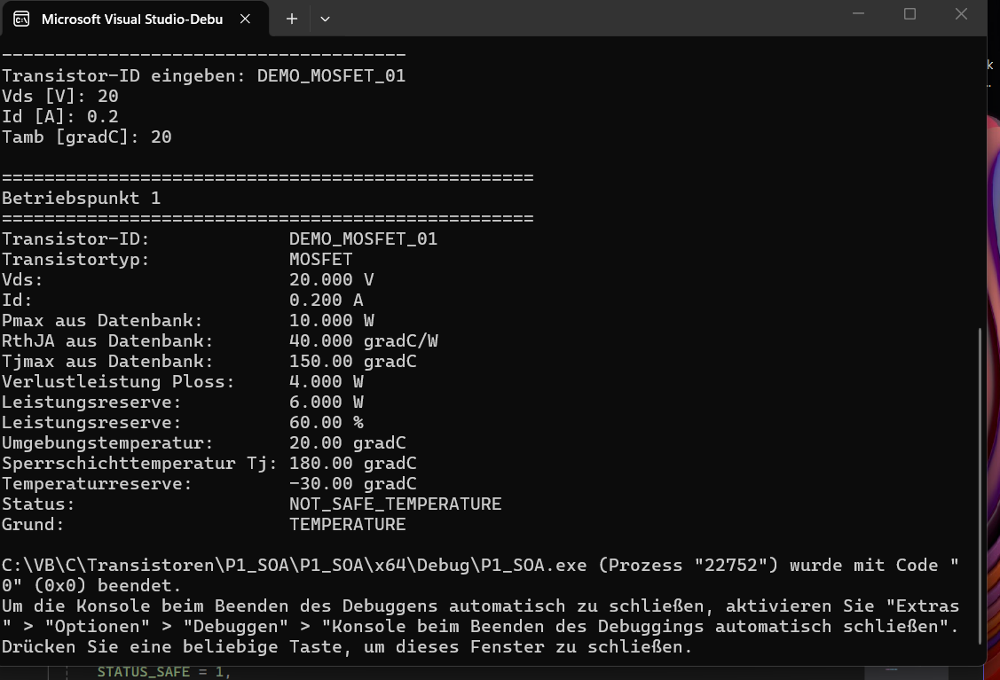 Microsoft Visual Studio-Debu
--------------------------------------
Transistor-ID eingeben: DEMO_MOSFET_01
Vds [V]: 20
Id [A]: 0.2
Tamb [gradC]: 20
==================================================
Betriebspunkt 1
==================================================
Transistor-ID: DEMO_MOSFET_01
Transistortyp: MOSFET
Vds: 20.000 V
Id: 0.200 A
Pmax aus Datenbank: 10.000 W
RthJA aus Datenbank: 40.000 gradC/W
Tjmax aus Datenbank: 150.00 gradC
Verlustleistung Ploss: 4.000 W
Leistungsreserve: 6.000 W
Leistungsreserve: 60.00 %
Umgebungstemperatur: 20.00 gradC
Sperrschichttemperatur Tj: 180.00 gradC
Temperaturreserve: -30.00 gradC
Status: NOT_SAFE_TEMPERATURE
Grund: TEMPERATURE
C:\VB\C\Transistoren\P1_SOA\P1_SOA\x64\Debug\P1_SOA.exe (Prozess "22752") wurde mit Code "
0" (0x0) beendet.
Um die Konsole beim Beenden des Debuggens automatisch zu schließen, aktivieren Sie "Extras
" > "Optionen" > "Debuggen" > "Konsole beim Beenden des Debuggings automatisch schließen".
Drücken Sie eine beliebige Taste, um dieses Fenster zu schließen.
STATUS_SAFE = 1,